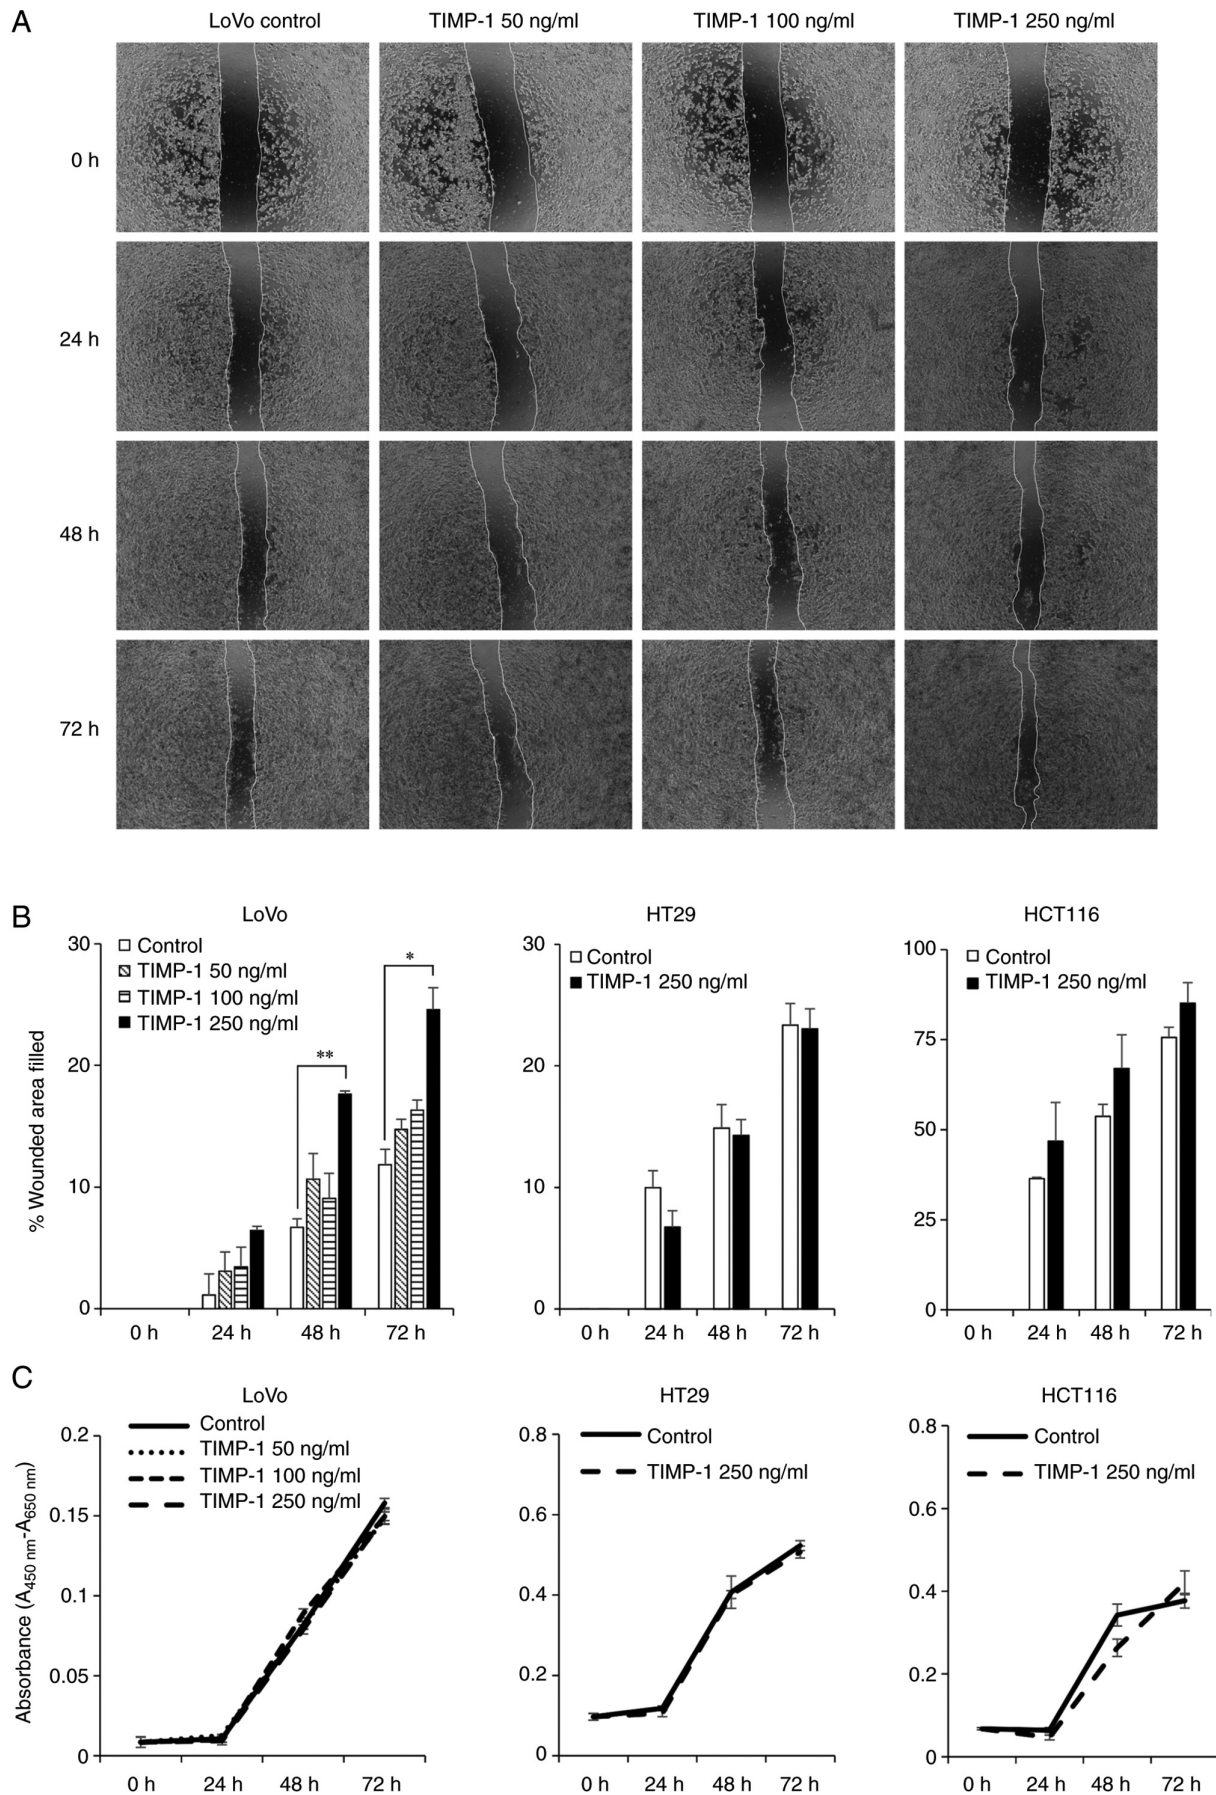 A
LoVo control TIMP-1 50 ng/ml TIMP-1 100 ng/ml TIMP-1 250 ng/ml
0 h
24 h
48 h
72 h
B
LoVo
% Wounded area filled
30
20
10
0
Control
TIMP-1 50 ng/ml
TIMP-1 100 ng/ml
TIMP-1 250 ng/ml
**
*
0 h 24 h 48 h 72 h
HT29
30
20
10
0
Control
TIMP-1 250 ng/ml
0 h 24 h 48 h 72 h
HCT116
100
75
50
25
0
Control
TIMP-1 250 ng/ml
0 h 24 h 48 h 72 h
C
LoVo
Absorbance (A450 nm-A650 nm)
0.2
0.15
0.1
0.05
0
Control
TIMP-1 50 ng/ml
TIMP-1 100 ng/ml
TIMP-1 250 ng/ml
0 h 24 h 48 h 72 h
HT29
0.8
0.6
0.4
0.2
0
Control
TIMP-1 250 ng/ml
0 h 24 h 48 h 72 h
HCT116
0.8
0.6
0.4
0.2
0
Control
TIMP-1 250 ng/ml
0 h 24 h 48 h 72 h